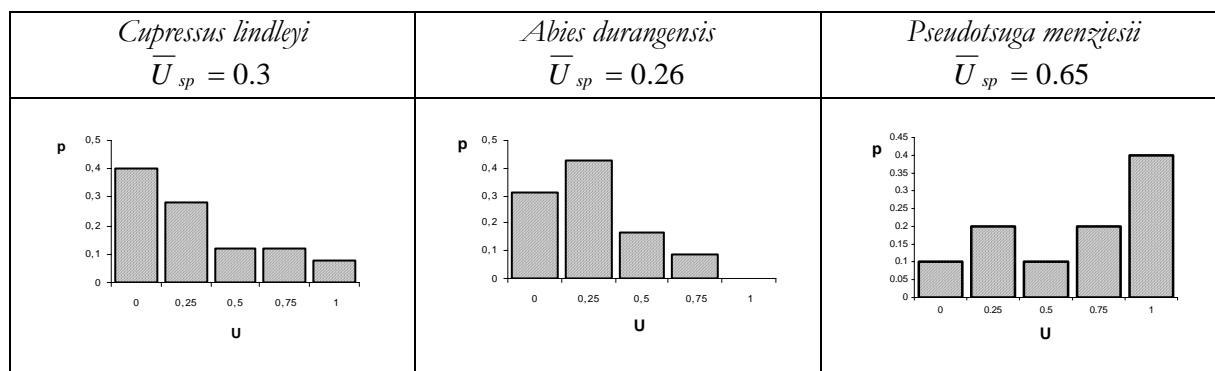 Cupressus lindleyi
U̅ sp = 0.3
Abies durangensis
U̅ sp = 0.26
Pseudotsuga menziesii
U̅ sp = 0.65
p
0,5
0,4
0,3
0,2
0,1
0
0 0,25 0,5 0,75 1
U
p
0,5
0,4
0,3
0,2
0,1
0
0 0,25 0,5 0,75 1
U
p
0.45
0.4
0.35
0.3
0.25
0.2
0.15
0.1
0.05
0
0 0.25 0.5 0.75 1
U